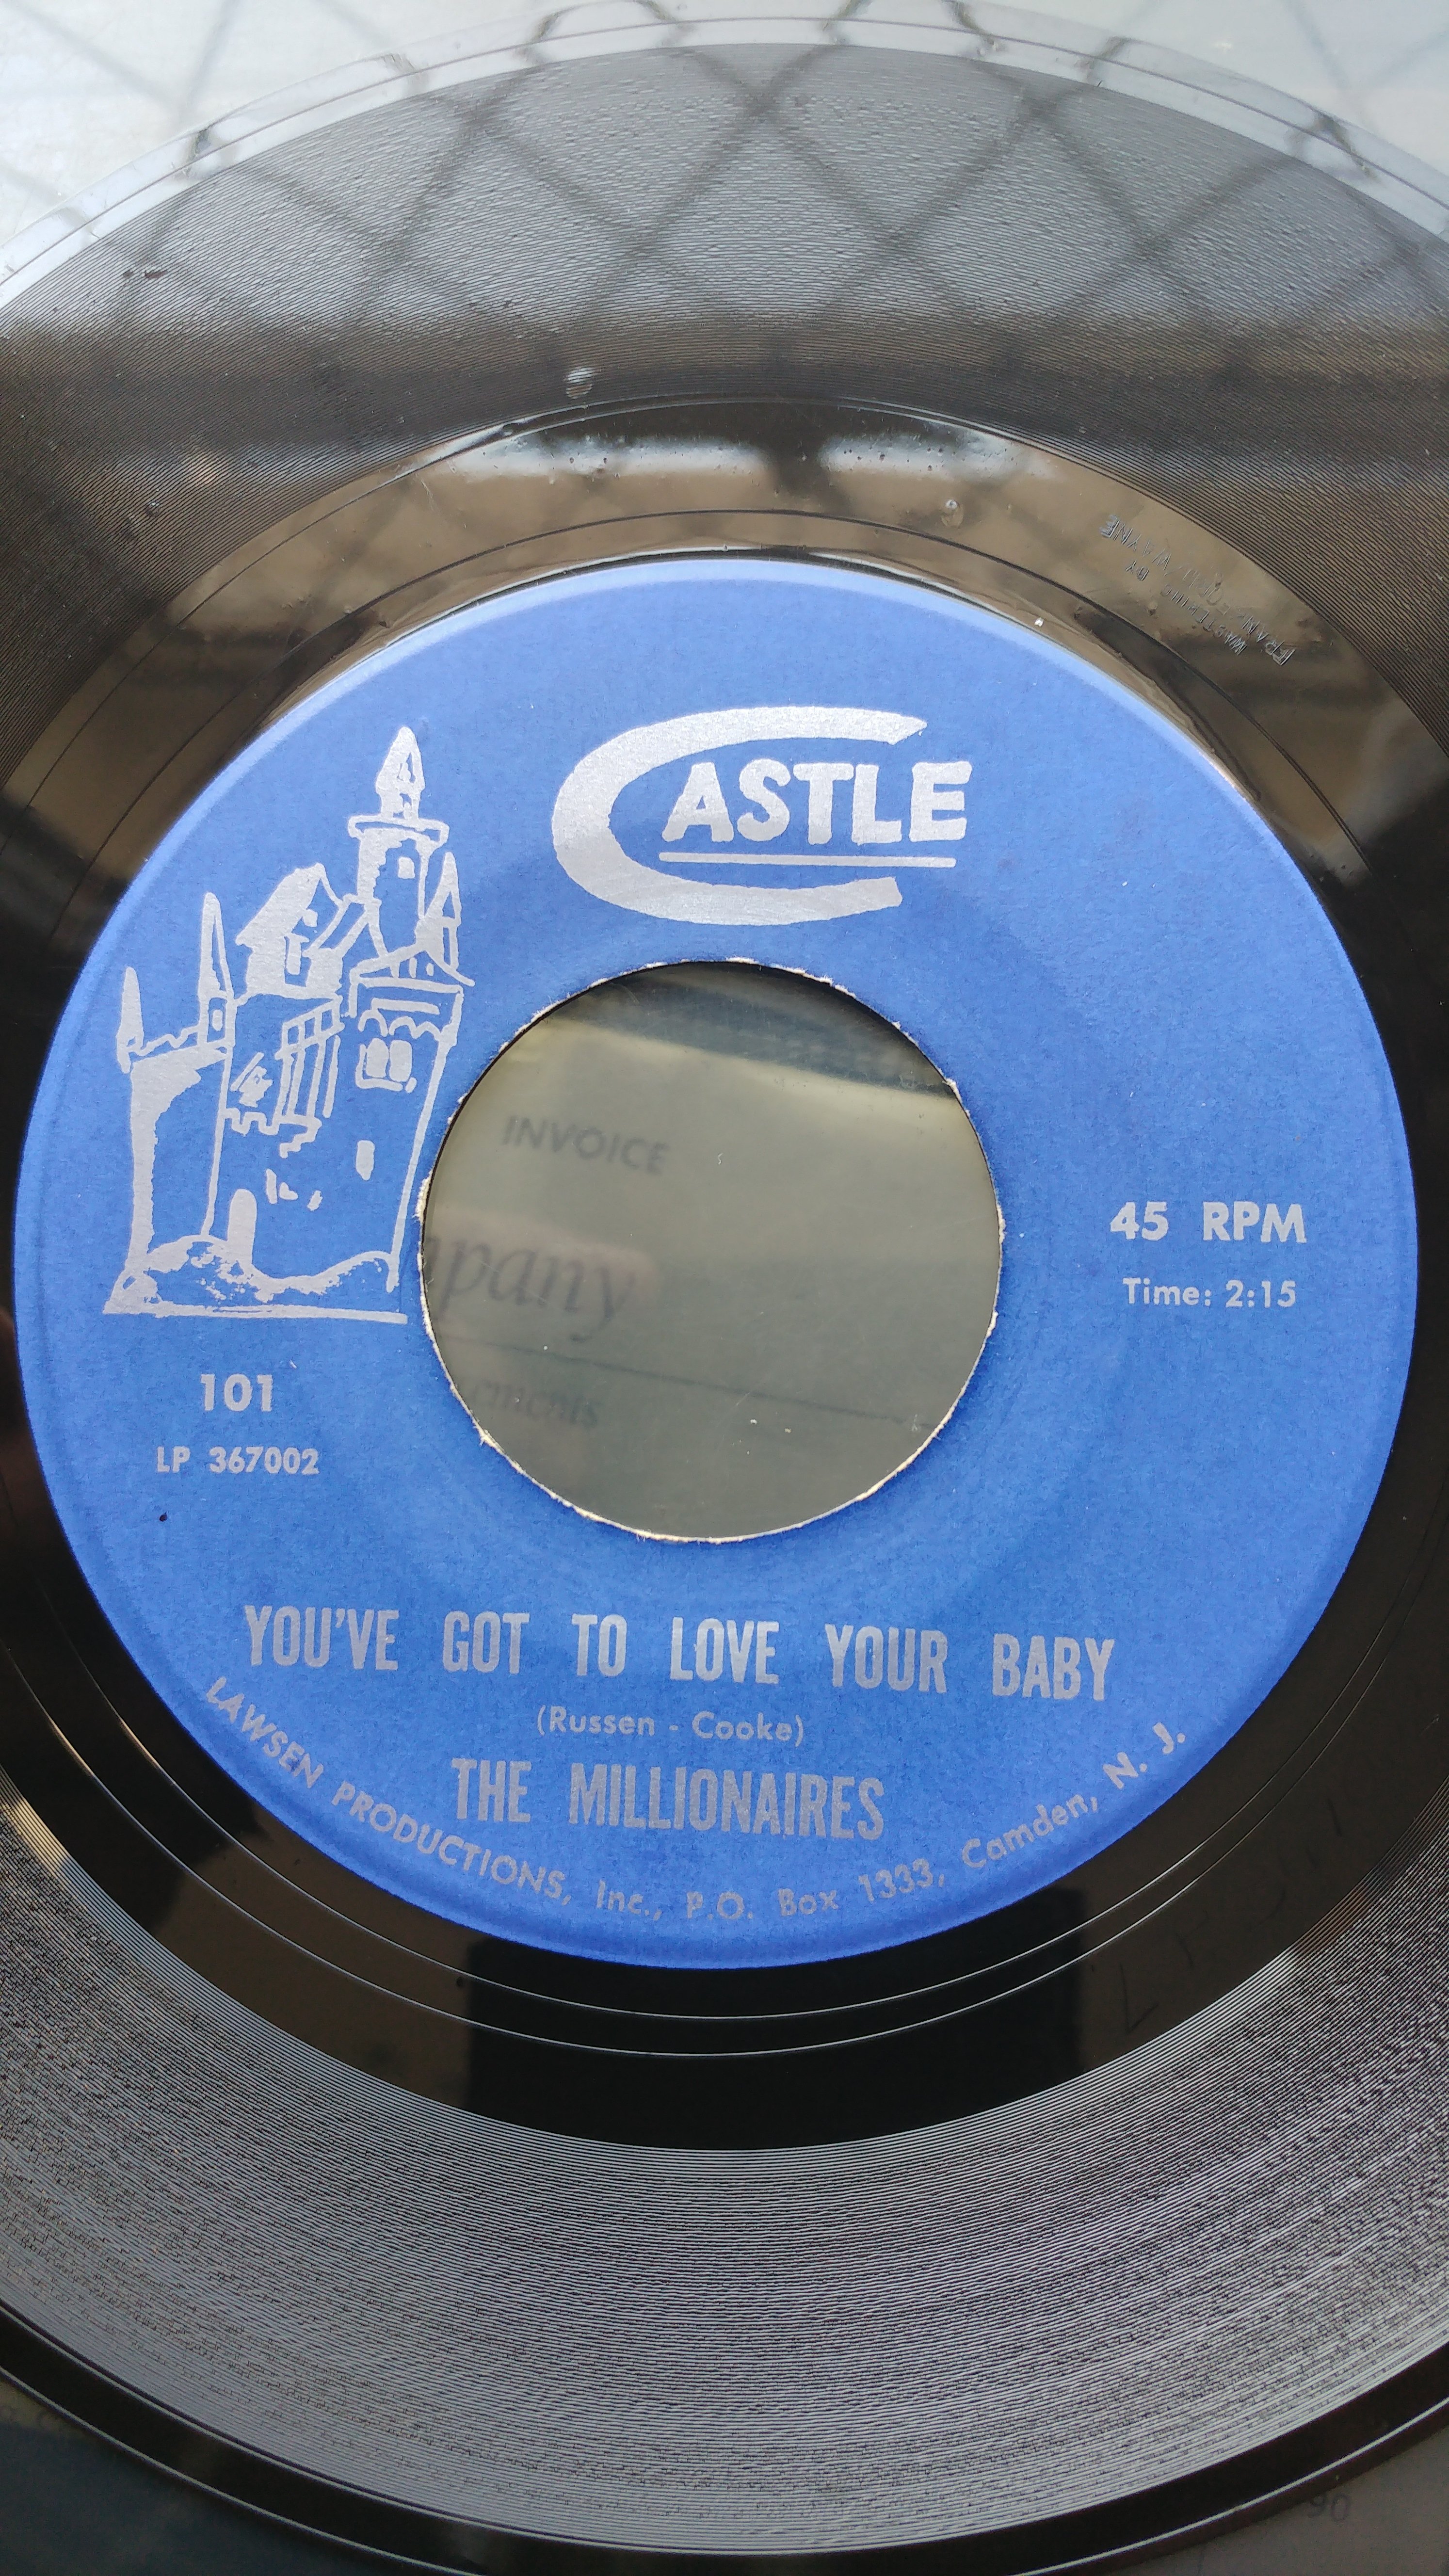 CASTLE
45 RPM
Time: 2:15
101
LP 367002
YOU'VE GOT TO LOVE YOUR BABY
(Russen - Cooke)
THE MILLIONAIRES
LAWSEN PRODUCTIONS, Inc., P.O. Box 1333, Camden, N. J.
INVOICE
pany